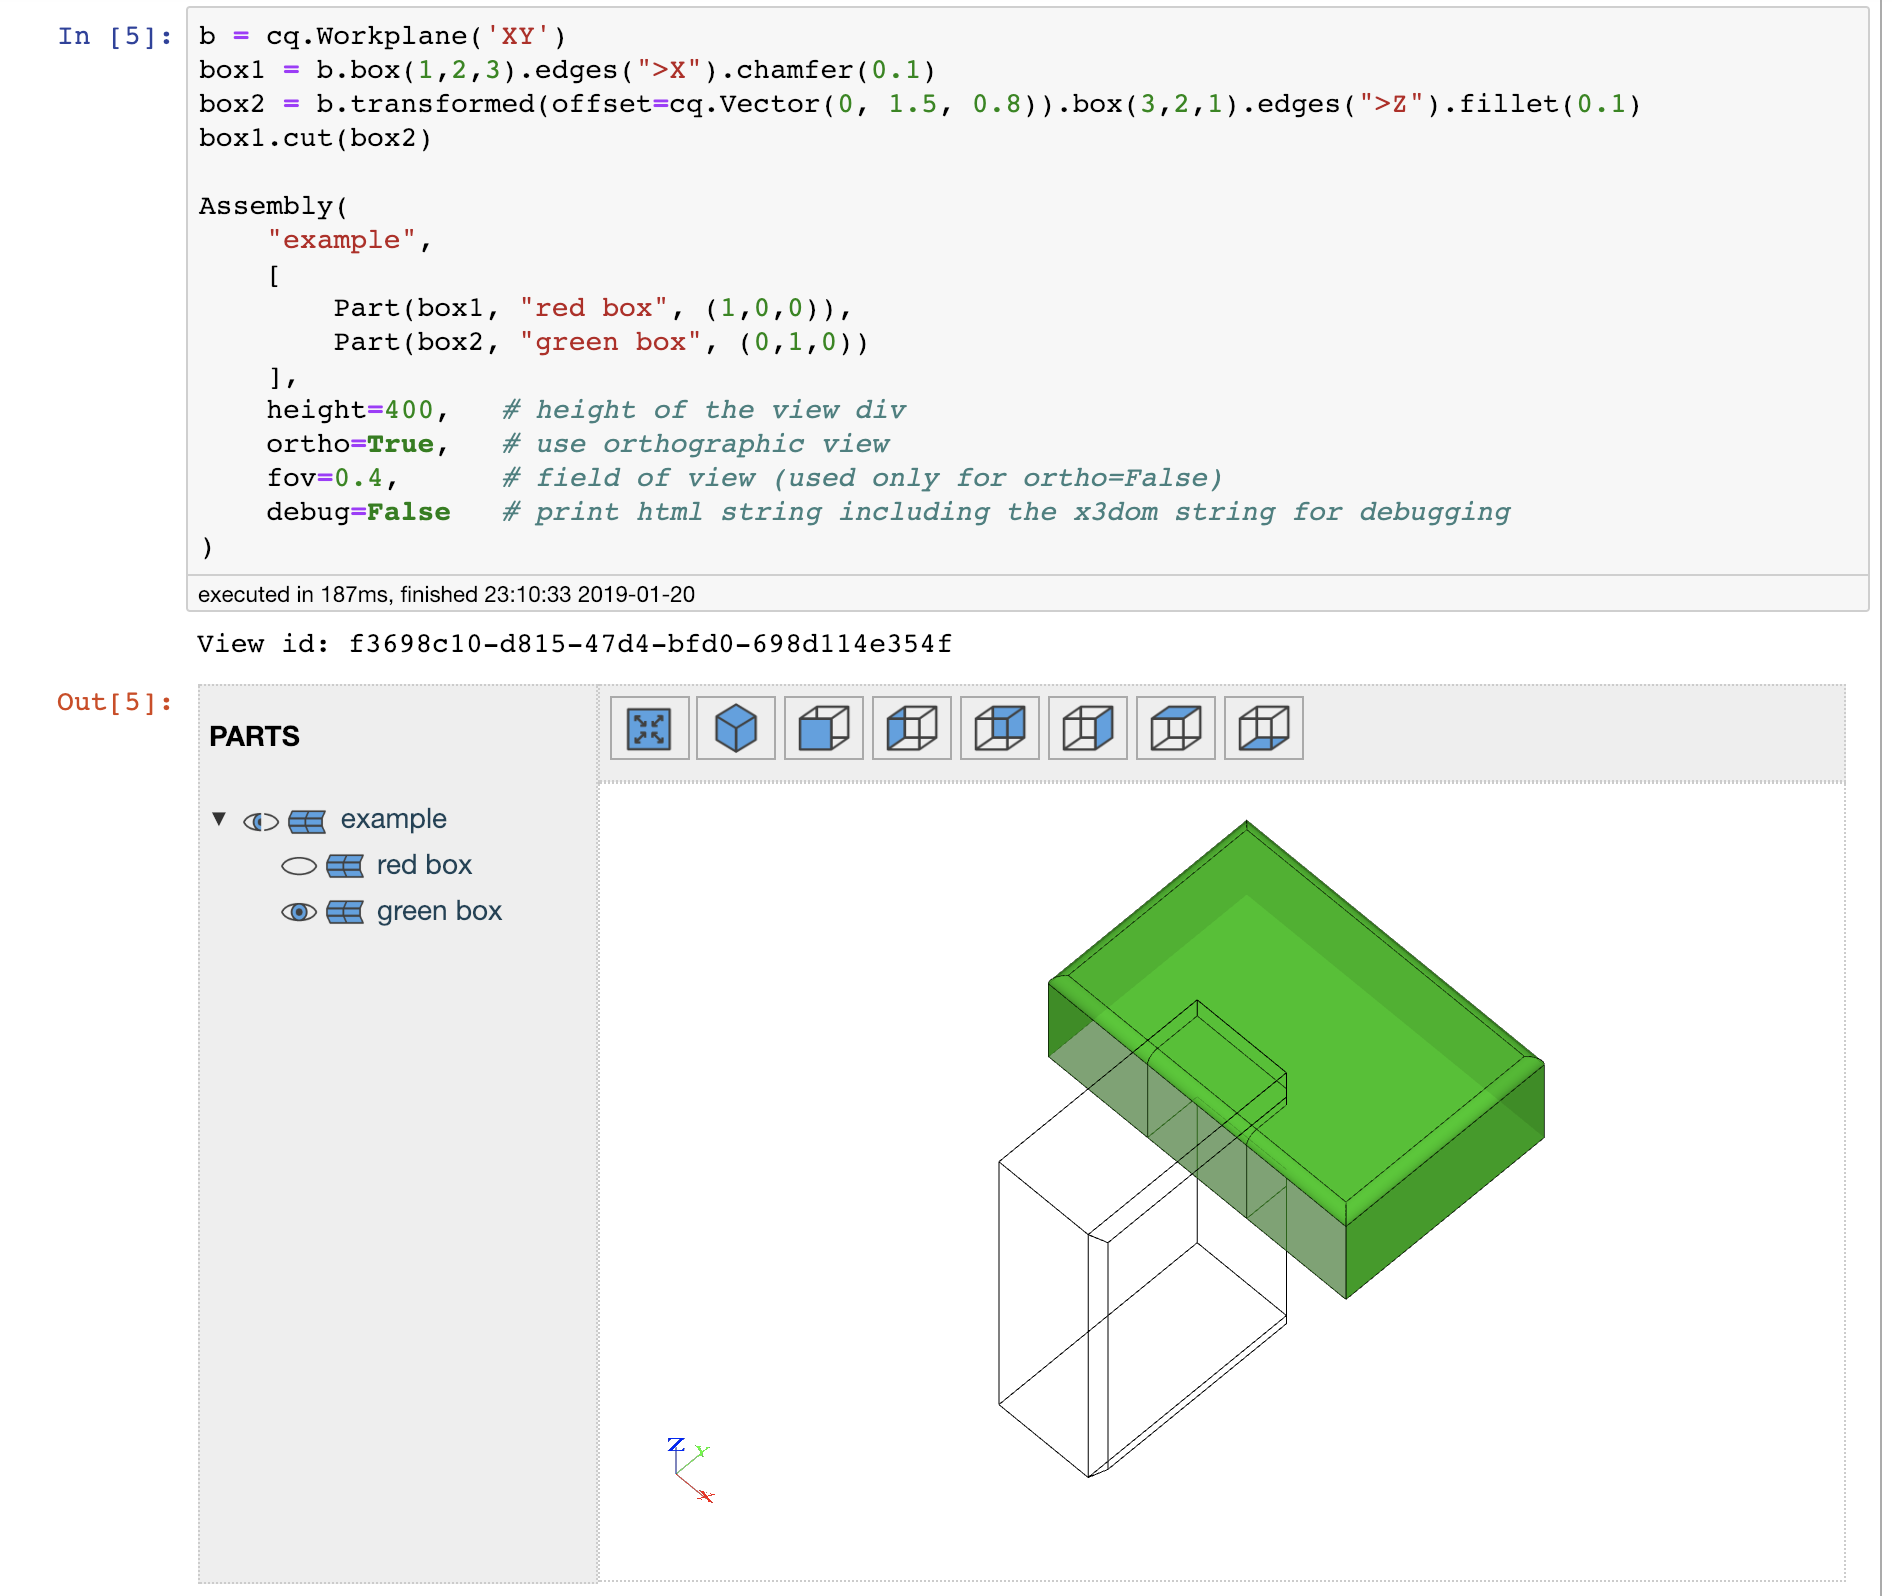 In [5]:
b = cq.Workplane('XY')
box1 = b.box(1,2,3).edges(">X").chamfer(0.1)
box2 = b.transformed(offset=cq.Vector(0, 1.5, 0.8)).box(3,2,1).edges(">Z").fillet(0.1)
box1.cut(box2)
Assembly(
"example",
[
Part(box1, "red box", (1,0,0)),
Part(box2, "green box", (0,1,0))
],
height=400,   # height of the view div
ortho=True,   # use orthographic view
fov=0.4,      # field of view (used only for ortho=False)
debug=False   # print html string including the x3dom string for debugging
)
executed in 187ms, finished 23:10:33 2019-01-20
View id: f3698c10-d815-47d4-bfd0-698d114e354f
Out[5]:
PARTS
▼ example
red box
green box
Z Y
X